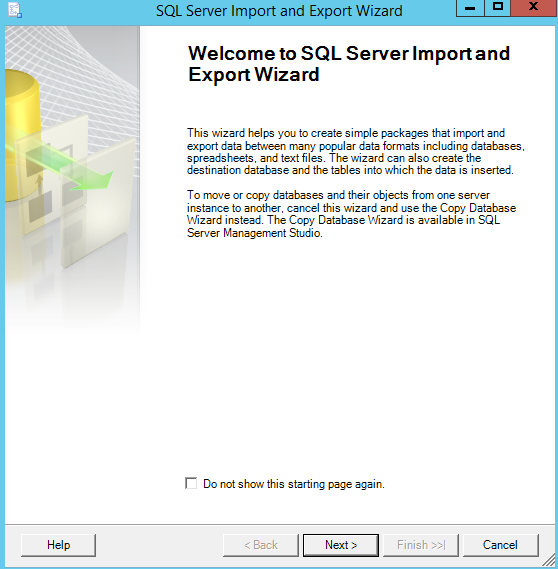 SQL Server Import and Export Wizard
Welcome to SQL Server Import and
Export Wizard
This wizard helps you to create simple packages that import and
export data between many popular data formats including databases,
spreadsheets, and text files. The wizard can also create the
destination database and the tables into which the data is inserted.
To move or copy databases and their objects from one server
instance to another, cancel this wizard and use the Copy Database
Wizard instead. The Copy Database Wizard is available in SQL
Server Management Studio.
Do not show this starting page again.
Help
< Back
Next >
Finish >>|
Cancel